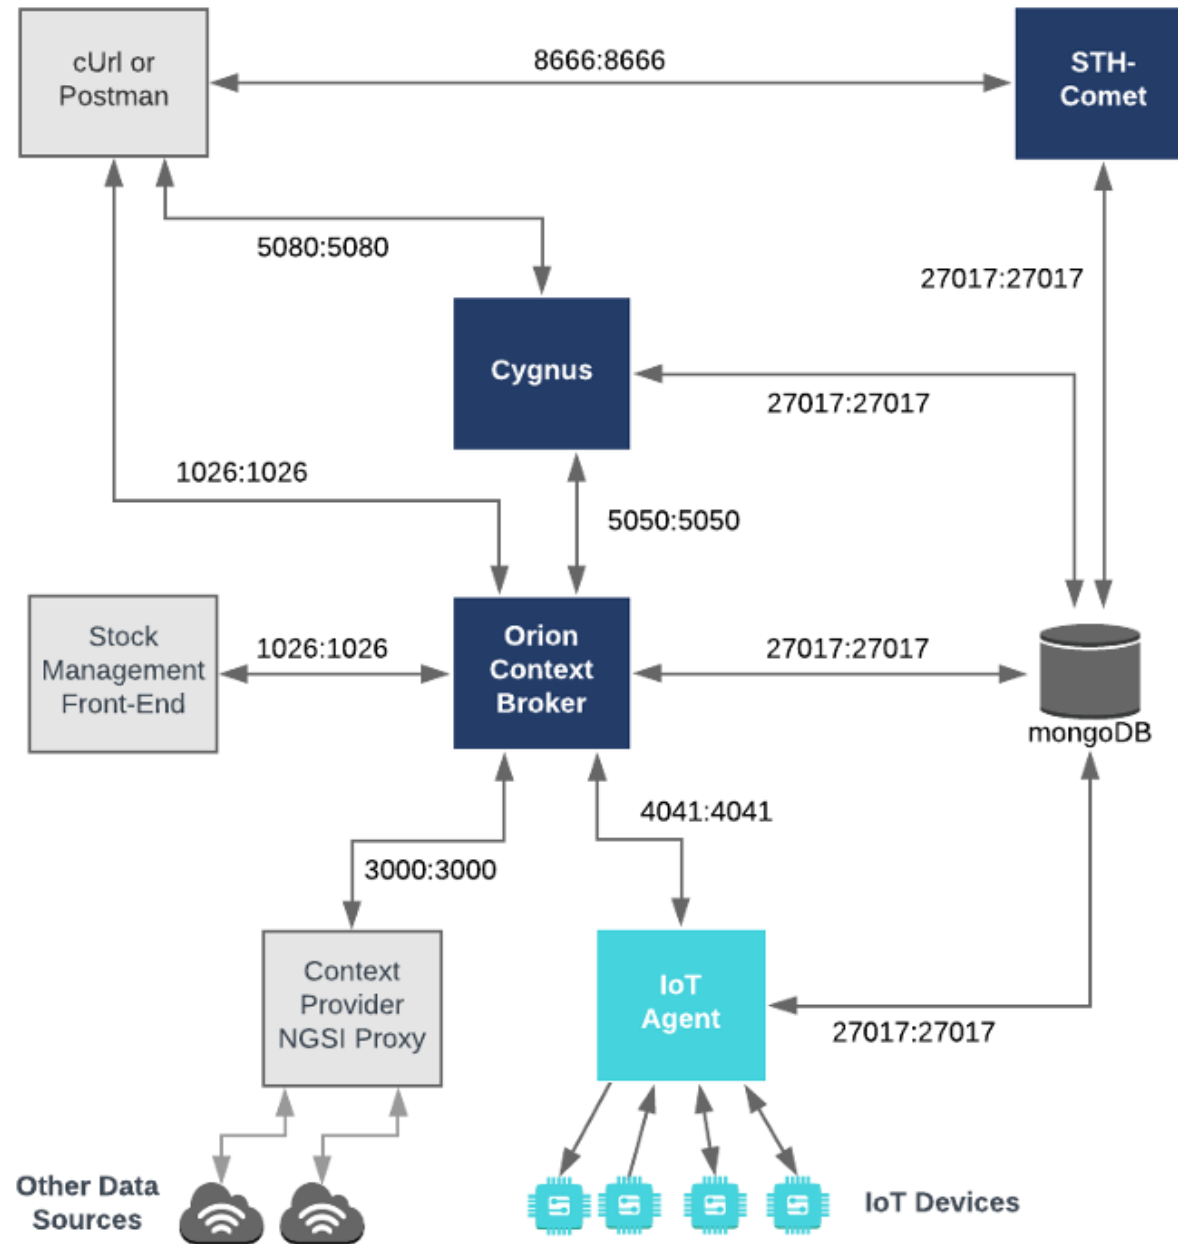 cUrl or
Postman
8666:8666
STH-
Comet
5080:5080
27017:27017
Cygnus
27017:27017
1026:1026
5050:5050
Stock
Management
Front-End
1026:1026
Orion
Context
Broker
27017:27017
mongoDB
4041:4041
3000:3000
Context
Provider
NGSI Proxy
IoT
Agent
27017:27017
Other Data
Sources
IoT Devices